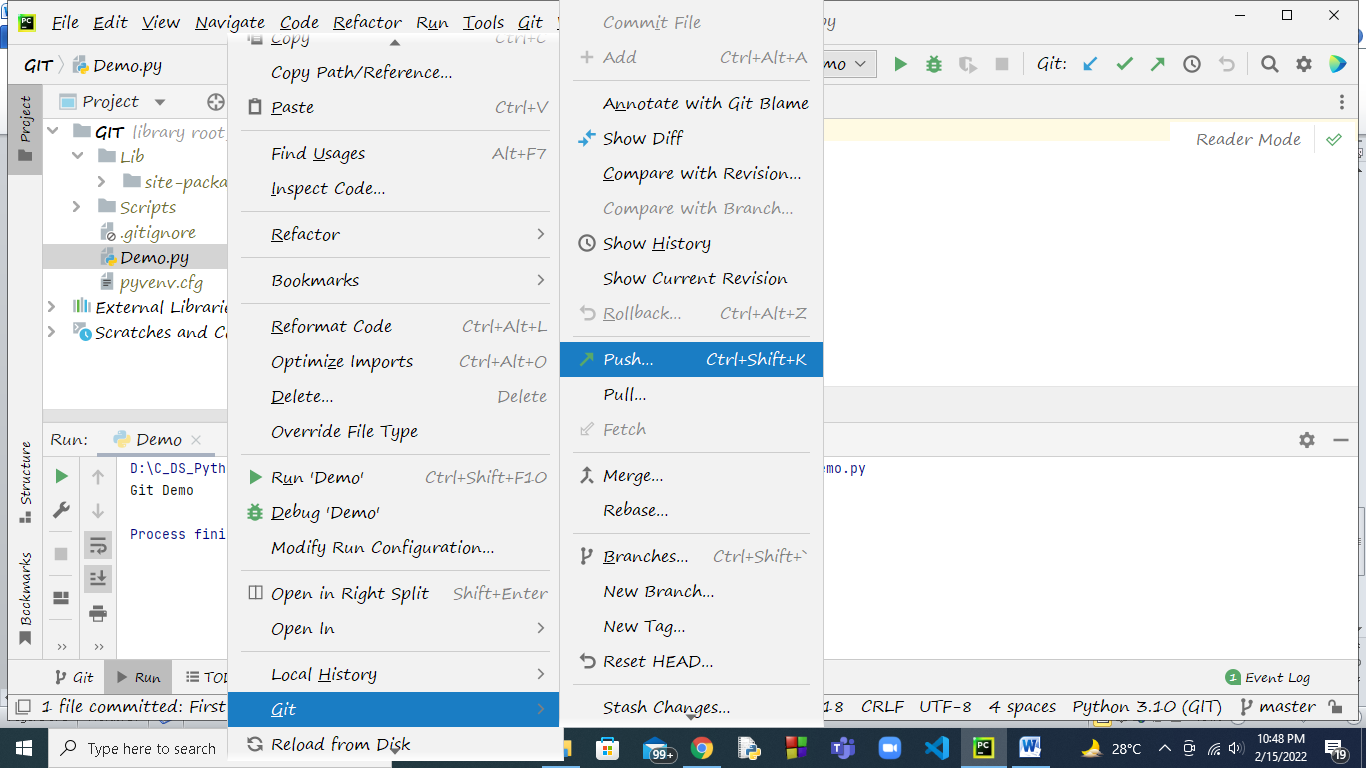 File Edit View Navigate Code Refactor Run Tools Git
GIT Demo.py
Git:
Project
Project
GIT library root
Lib
Scripts
.gitignore
Demo.py
pyvenv.cfg
External
Scratches and
Reader Mode
Copy Ctrl+C
Copy Path/Reference...
Paste Ctrl+V
Find Usages Alt+F7
Inspect Code...
Refactor
Bookmarks
Reformat Code Ctrl+Alt+L
Optimize Imports Ctrl+Alt+O
Delete... Delete
Override File Type
Run 'Demo' Ctrl+Shift+F10
Debug 'Demo'
Modify Run Configuration...
Open in Right Split Shift+Enter
Open In
Local History
Git
Reload from Disk
Commit File
Add Ctrl+Alt+A
Annotate with Git Blame
Show Diff
Compare with Revision...
Compare with Branch...
Show History
Show Current Revision
Rollback... Ctrl+Alt+Z
Push... Ctrl+Shift+K
Pull...
Fetch
Merge...
Rebase...
Branches... Ctrl+Shift+`
New Branch...
New Tag...
Reset HEAD...
Stash Changes...
Run: Demo
Structure
Bookmarks
Git Demo
Process
Git Run
Event Log
1 file committed: First
CRLF UTF-8 4 spaces Python 3.10 (GIT) master
Type here to search
99+
28°C
10:48 PM
2/15/2022
19